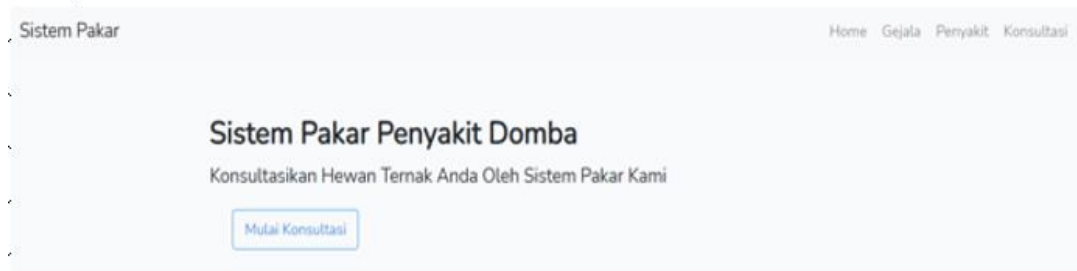 Sistem Pakar
Home Gejala Penyakit Konsultasi
Sistem Pakar Penyakit Domba
Konsultasikan Hewan Ternak Anda Oleh Sistem Pakar Kami
Mulai Konsultasi